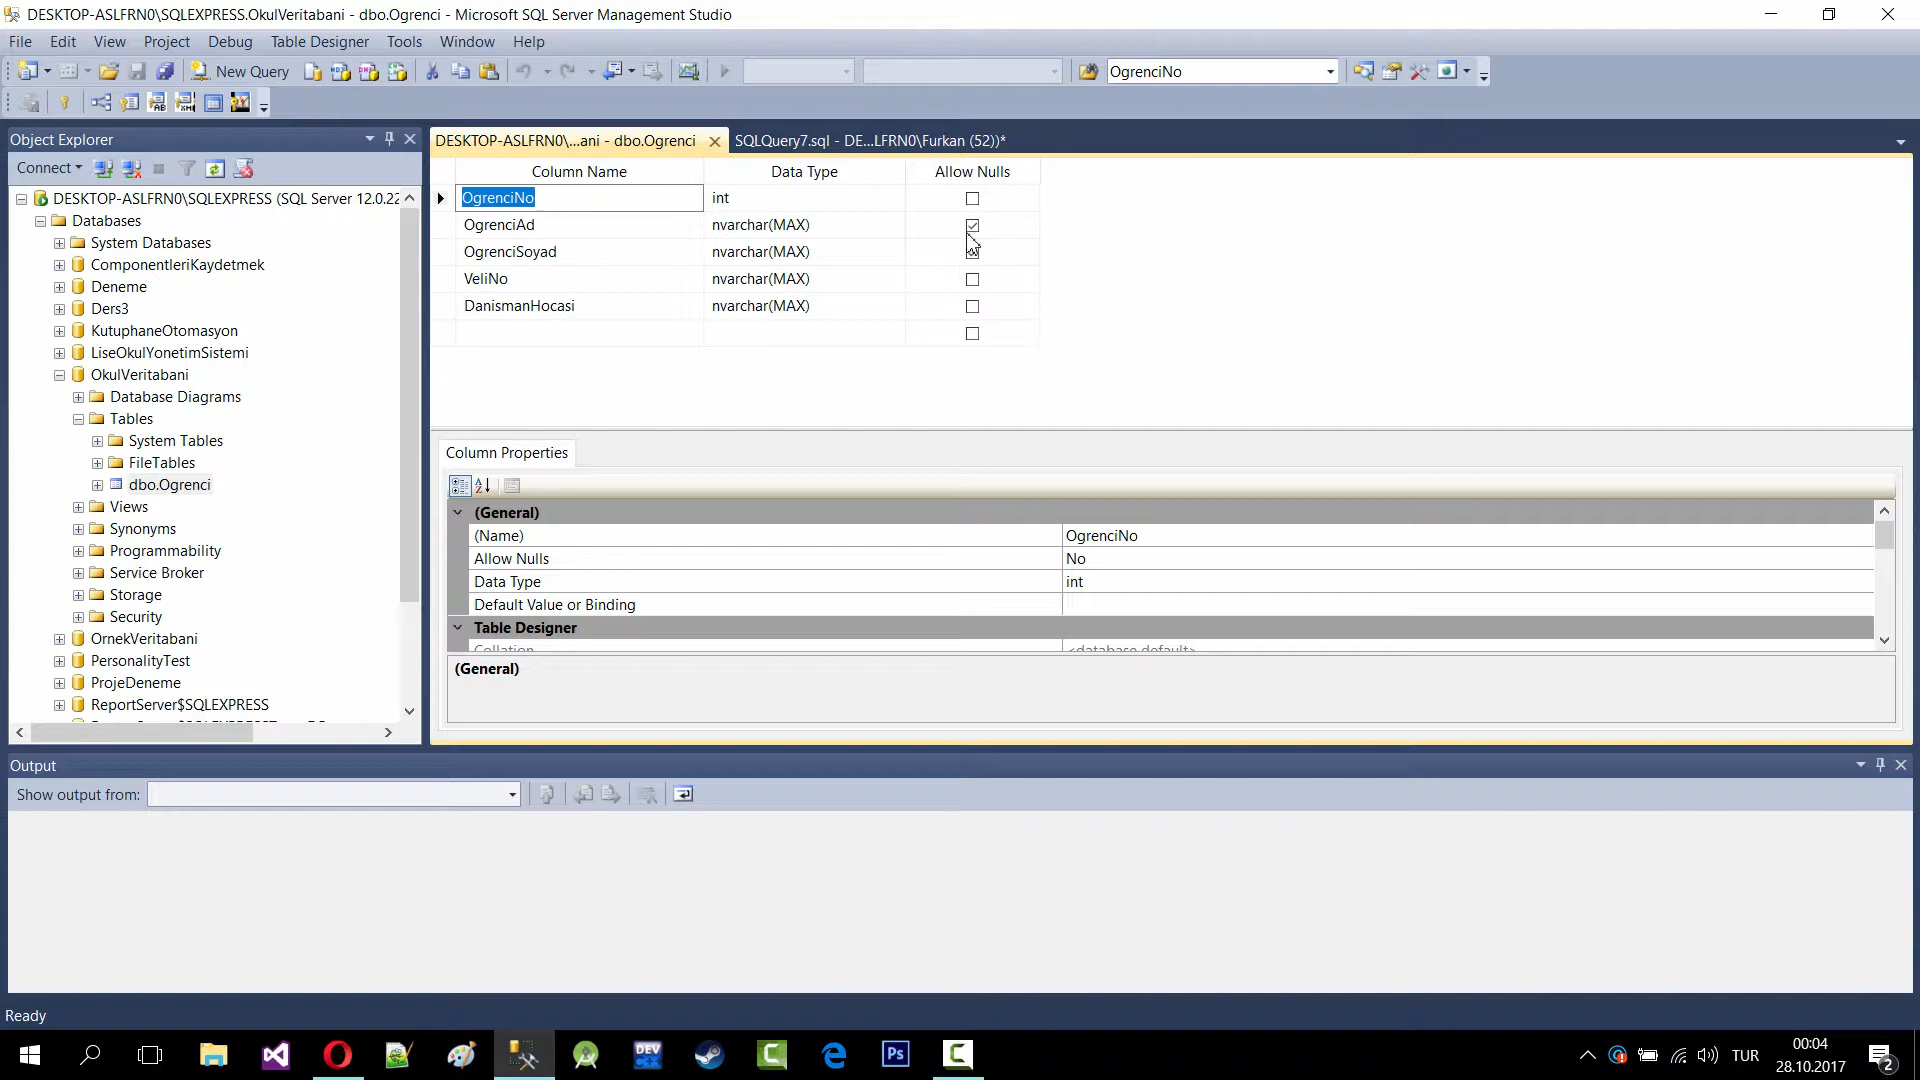 DESKTOP-ASLFRN0\SQLEXPRESS.OkulVeritabani - dbo.Ogrenci - Microsoft SQL Server Management Studio
File Edit View Project Debug Table Designer Tools Window Help
New Query OgrenciNo
Object Explorer
Connect
DESKTOP-ASLFRN0\SQLEXPRESS (SQL Server 12.0.22
Databases
System Databases
ComponentleriKaydetmek
Deneme
Ders3
KutuphaneOtomasyon
LiseOkulYonetimSistemi
OkulVeritabani
Database Diagrams
Tables
System Tables
FileTables
dbo.Ogrenci
Views
Synonyms
Programmability
Service Broker
Storage
Security
OrnekVeritabani
PersonalityTest
ProjeDeneme
ReportServer$SQLEXPRESS
DESKTOP-ASLFRN0\...ani - dbo.Ogrenci SQLQuery7.sql - DE...LFRN0\Furkan (52))*
Column Name Data Type Allow Nulls
OgrenciNo int
OgrenciAd nvarchar(MAX)
OgrenciSoyad nvarchar(MAX)
VeliNo nvarchar(MAX)
DanismanHocasi nvarchar(MAX)
Column Properties
(General)
(Name) OgrenciNo
Allow Nulls No
Data Type int
Default Value or Binding
Table Designer
Collation <database default>
(General)
Output
Show output from:
Ready
DEV
Ps
TUR
00:04
28.10.2017
2